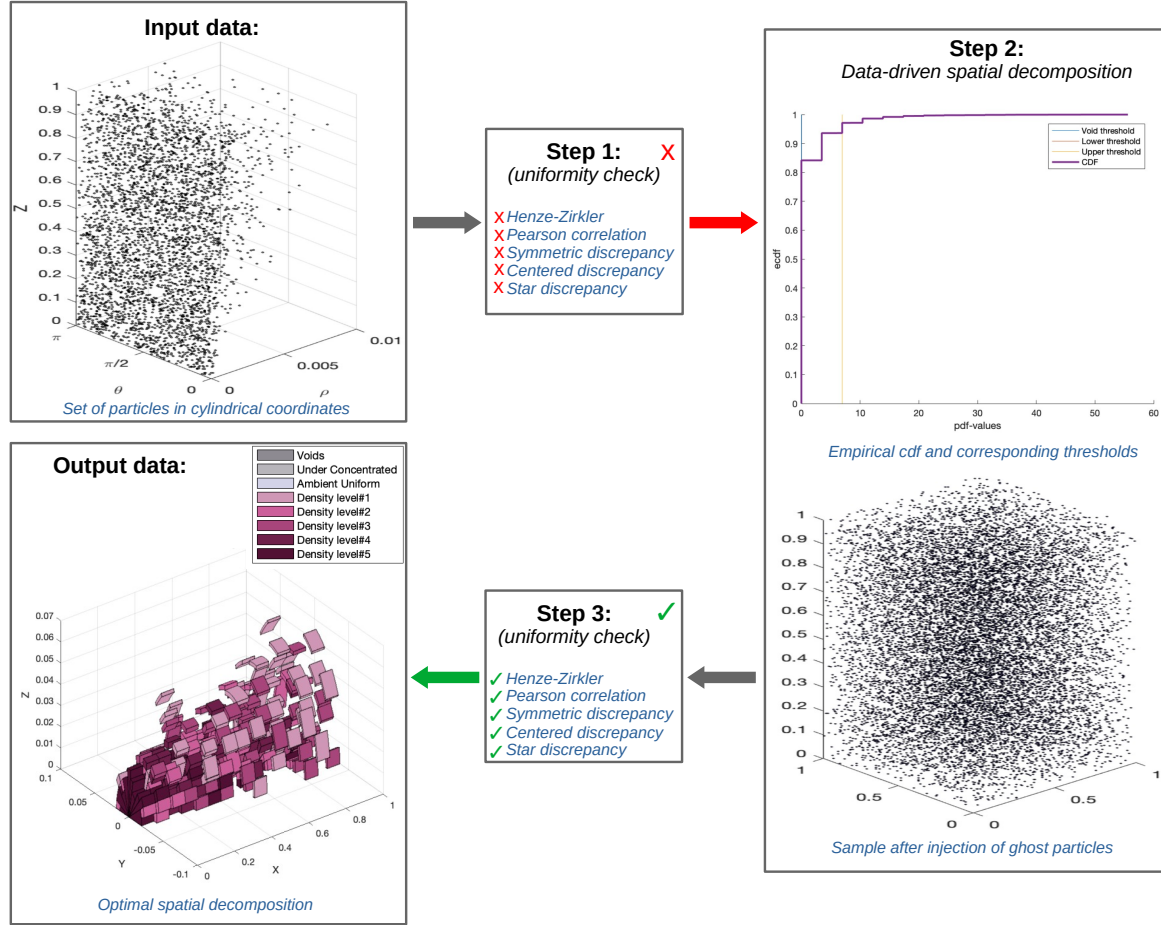 Input data:
1
0.9
0.8
0.7
0.6
0.5
0.4
0.3
0.2
0.1
0
Z
π
π/2
0
θ
0
0.005
0.01
ρ
Set of particles in cylindrical coordinates
Step 1: X
(uniformity check)
X Henze-Zirkler
X Pearson correlation
X Symmetric discrepancy
X Centered discrepancy
X Star discrepancy
Step 2:
Data-driven spatial decomposition
1
0.9
0.8
0.7
0.6
0.5
0.4
0.3
0.2
0.1
0
ecdf
Void threshold
Lower threshold
Upper threshold
CDF
0 10 20 30 40 50 60
pdf-values
Empirical cdf and corresponding thresholds
1
0.9
0.8
0.7
0.6
0.5
0.4
0.3
0.2
0.1
0
1
0.5
0
0
0.5
1
Sample after injection of ghost particles
Step 3: ✓
(uniformity check)
✓ Henze-Zirkler
✓ Pearson correlation
✓ Symmetric discrepancy
✓ Centered discrepancy
✓ Star discrepancy
Output data:
Voids
Under Concentrated
Ambient Uniform
Density level#1
Density level#2
Density level#3
Density level#4
Density level#5
0.07
0.06
0.05
0.04
0.03
0.02
0.01
0
Z
0.1
0.05
0
-0.05
-0.1
Y
0
0.2
0.4
0.6
0.8
1
X
Optimal spatial decomposition